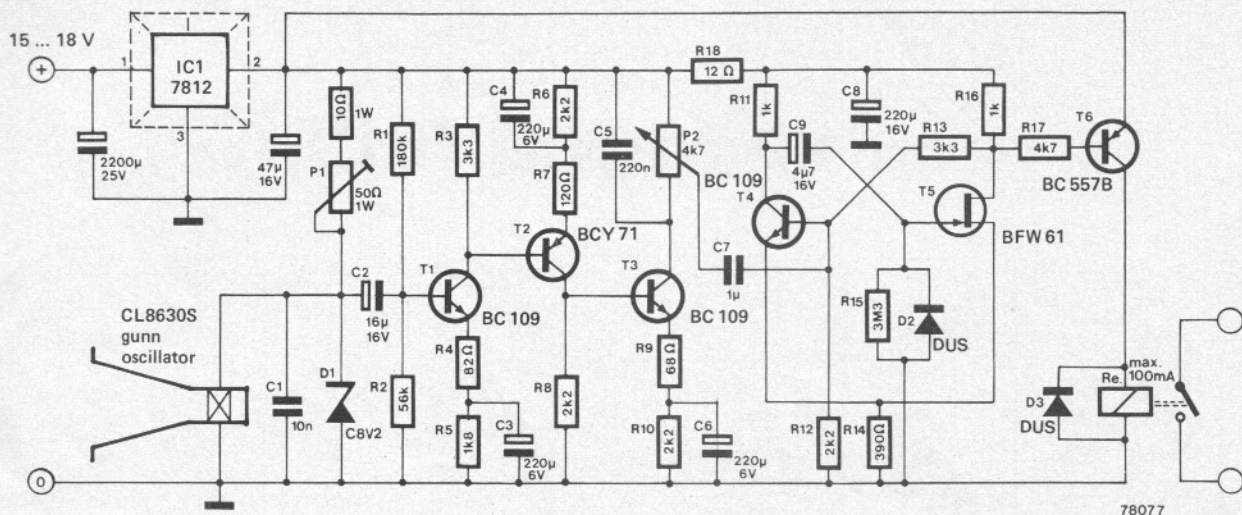 15 ... 18 V
+
1
IC1
7812
2
3
2200µ
25V
47µ
16V
10Ω
1W
P1
50Ω
1W
R1
180k
R3
3k3
C4
220µ
6V
R6
2k2
R7
120Ω
C5
220n
P2
4k7
R18
12 Ω
R11
1k
C9
4µ7
16V
C8
220µ
16V
R13
3k3
R16
1k
R17
4k7
T6
BC 557B
BC 109
T4
T5
BFW 61
T2
BCY 71
C2
16µ
16V
T1
BC 109
T3
BC 109
C7
1µ
R15
3M3
D2
DUS
CL8630S
gunn
oscillator
C1
10n
D1
C8V2
R2
56k
R4
82Ω
R5
1k8
C3
220µ
6V
R8
2k2
R9
68Ω
R10
2k2
C6
220µ
6V
R12
2k2
R14
390Ω
D3
DUS
Re.
max.
100mA
0
78077